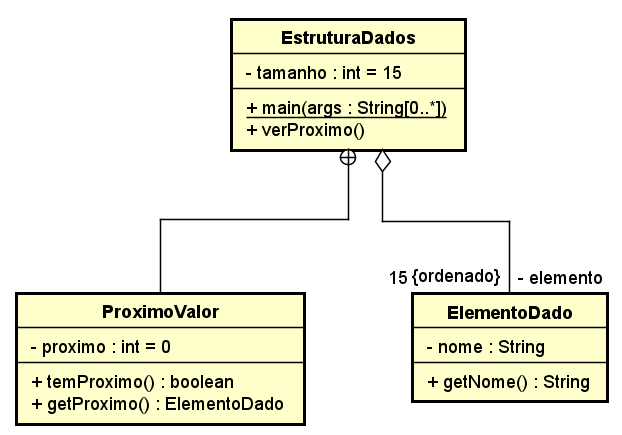 EstruturaDados
- tamanho : int = 15
+ main(args : String[0..*])
+ verProximo()
15 {ordenado} - elemento
ProximoValor
- proximo : int = 0
+ temProximo() : boolean
+ getProximo() : ElementoDado
ElementoDado
- nome : String
+ getNome() : String